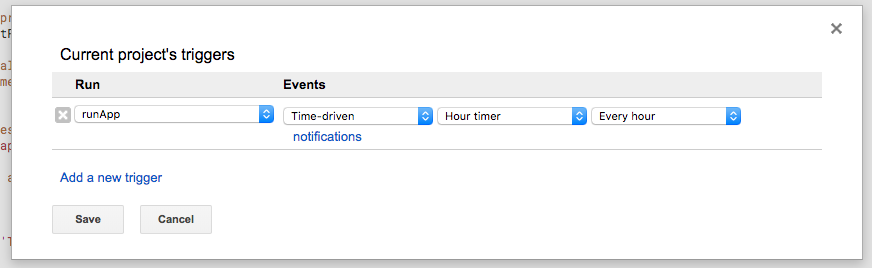 Current project's triggers
Run Events
runApp Time-driven Hour timer Every hour
notifications
Add a new trigger
Save Cancel